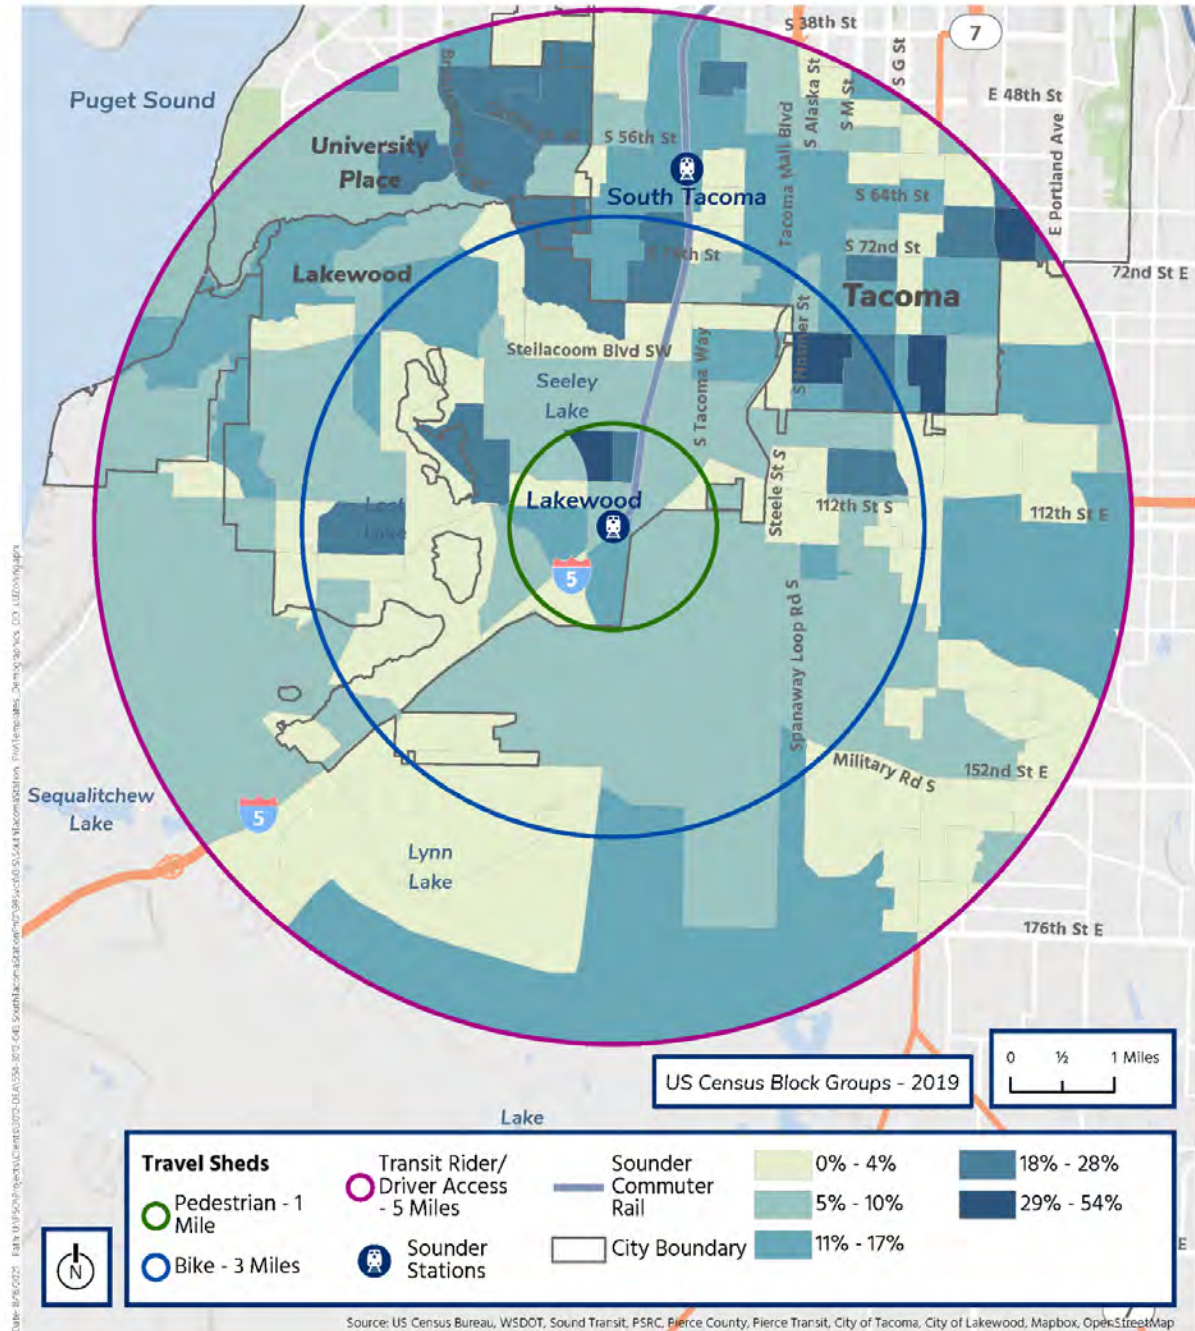 S 38th St
7
Puget Sound
S Alaska St
S M St
S G St
E 48th St
University
Place
S 56th St
Tacoma Mall Blvd
E Portland Ave
South Tacoma
S 64th St
Lakewood
S 72nd St
72nd St E
Tacoma
Steilacoom Blvd SW
S Hosmer St
S Tacoma Way
Seeley
Lake
Steele St S
Lakewood
Lost
Lake
112th St S
112th St E
5
Spanaway Loop Rd S
Military Rd S
152nd St E
Sequalitchew
Lake
5
Lynn
Lake
176th St E
US Census Block Groups - 2019
0 ½ 1 Miles
Lake
Travel Sheds
Pedestrian - 1
Mile
Bike - 3 Miles
Transit Rider/
Driver Access
- 5 Miles
Sounder
Stations
Sounder
Commuter
Rail
City Boundary
0% - 4%
5% - 10%
11% - 17%
18% - 28%
29% - 54%
N
E
7
Source: US Census Bureau, WSDOT, Sound Transit, PSRC, Pierce County, Pierce Transit, City of Tacoma, City of Lakewood, Mapbox, OpenStreetMap